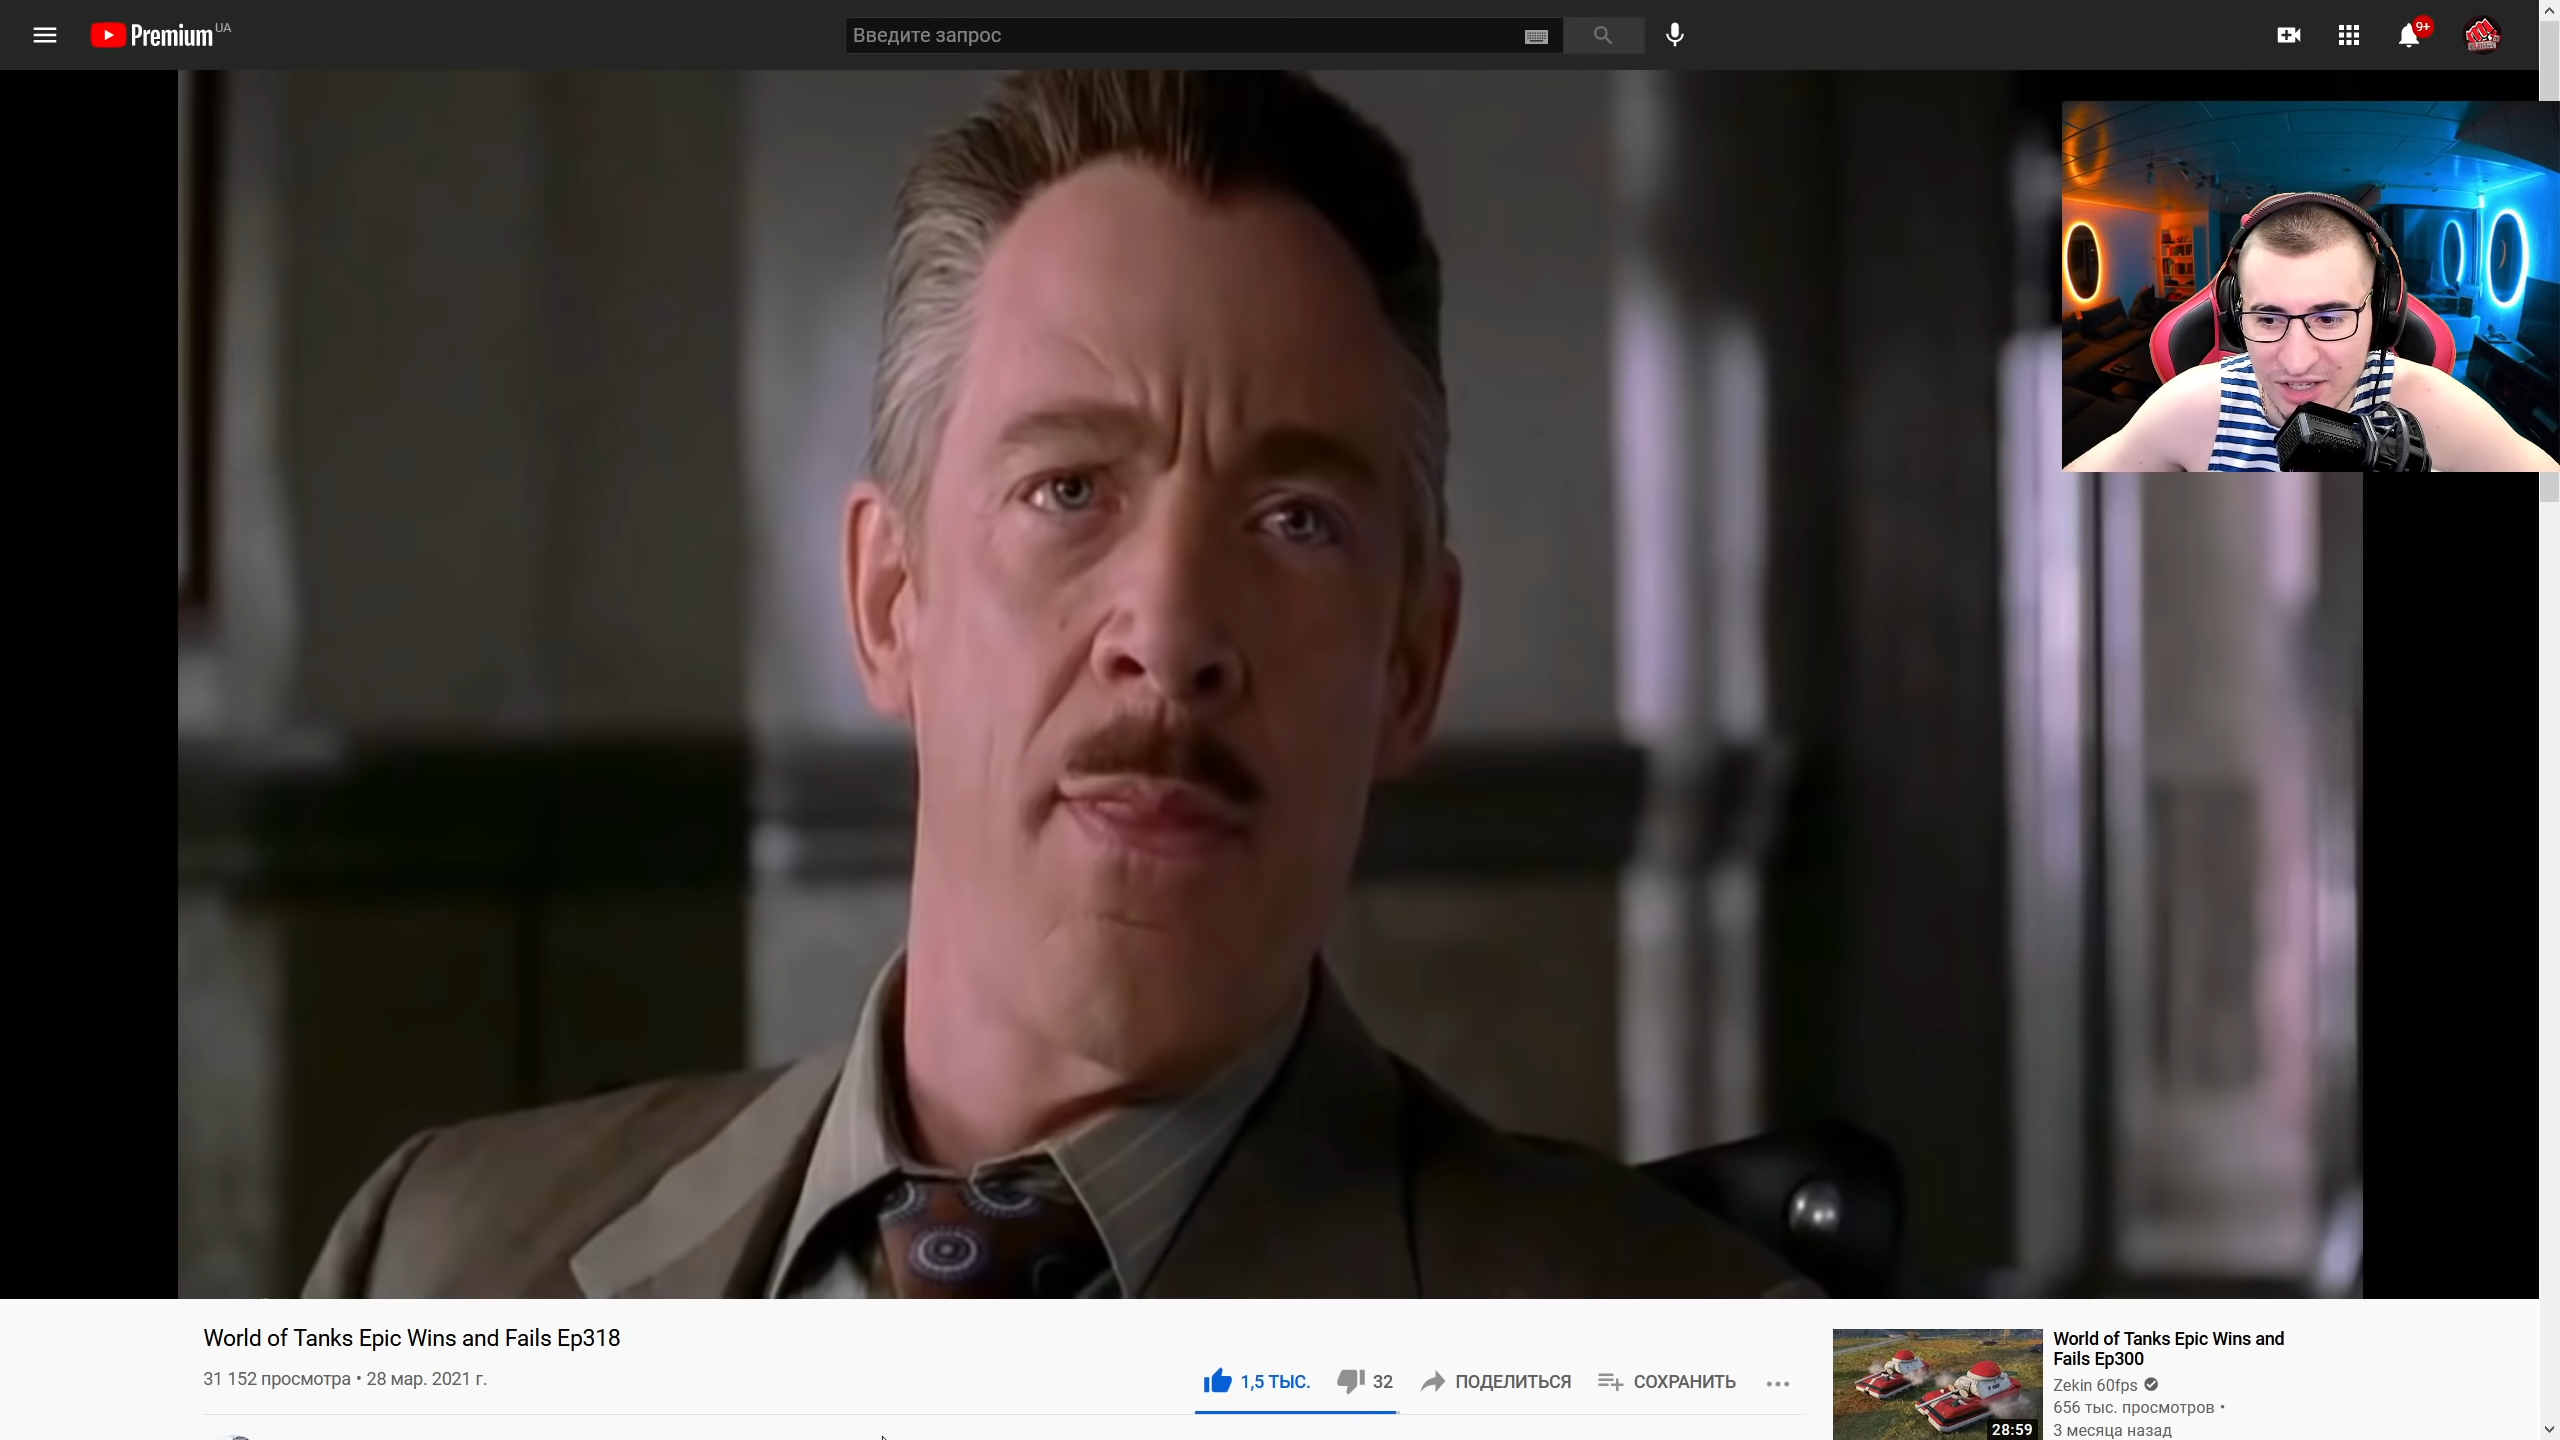 Premium UA
Введите запрос
9+
World of Tanks Epic Wins and Fails Ep318
31 152 просмотра • 28 мар. 2021 г.
1,5 ТЫС.
32
ПОДЕЛИТЬСЯ
СОХРАНИТЬ
28:59
World of Tanks Epic Wins and
Fails Ep300
Zekin 60fps
656 тыс. просмотров •
3 месяца назад